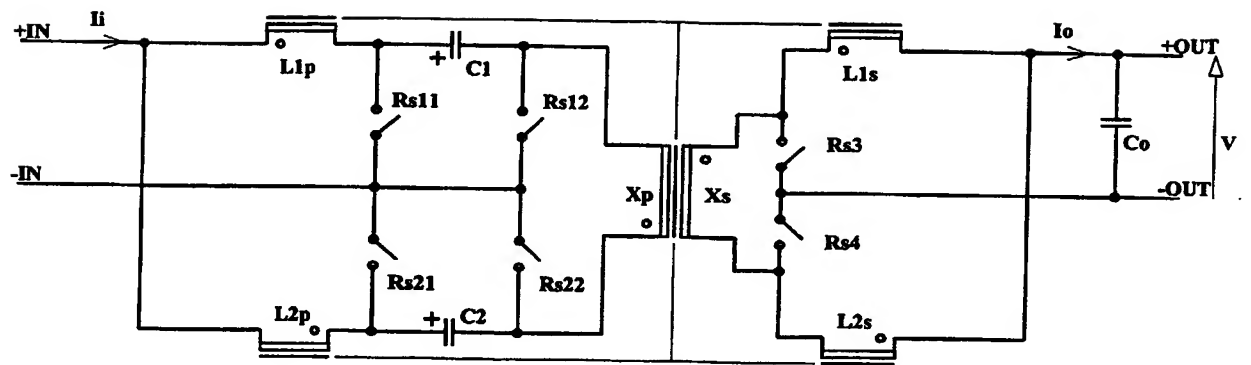 +IN
Ii
L1p
+
C1
Rs11
Rs12
-IN
Xp
Xs
Rs21
Rs22
L2p
+
C2
L1s
Io
+OUT
Rs3
Co
V
-OUT
Rs4
L2s